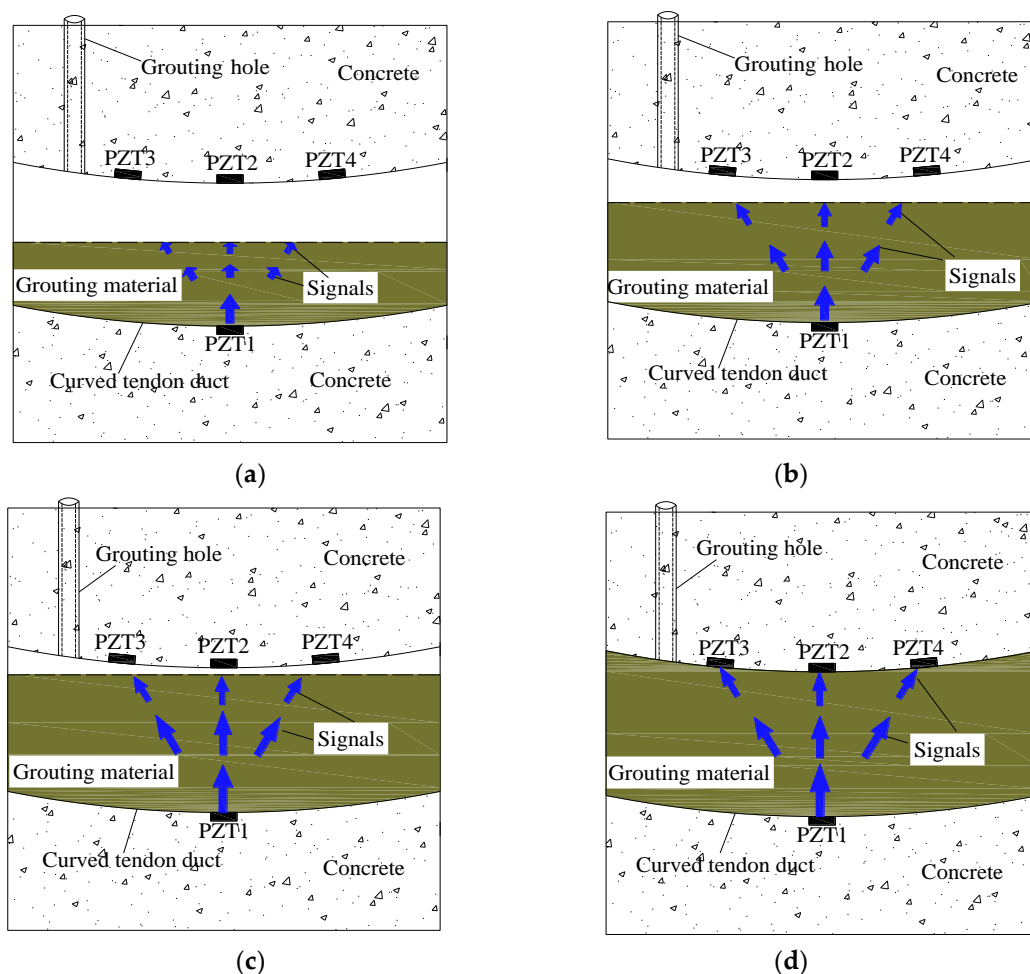 Grouting hole
Concrete
PZT3
PZT2
PZT4
Grouting material
Signals
PZT1
Curved tendon duct
Concrete
(a)
Grouting hole
Concrete
PZT3
PZT2
PZT4
Grouting material
Signals
PZT1
Curved tendon duct
Concrete
(b)
Grouting hole
Concrete
PZT3
PZT2
PZT4
Signals
Grouting material
PZT1
Curved tendon duct
Concrete
(c)
Grouting hole
Concrete
PZT3
PZT2
PZT4
Signals
Grouting material
PZT1
Curved tendon duct
Concrete
(d)